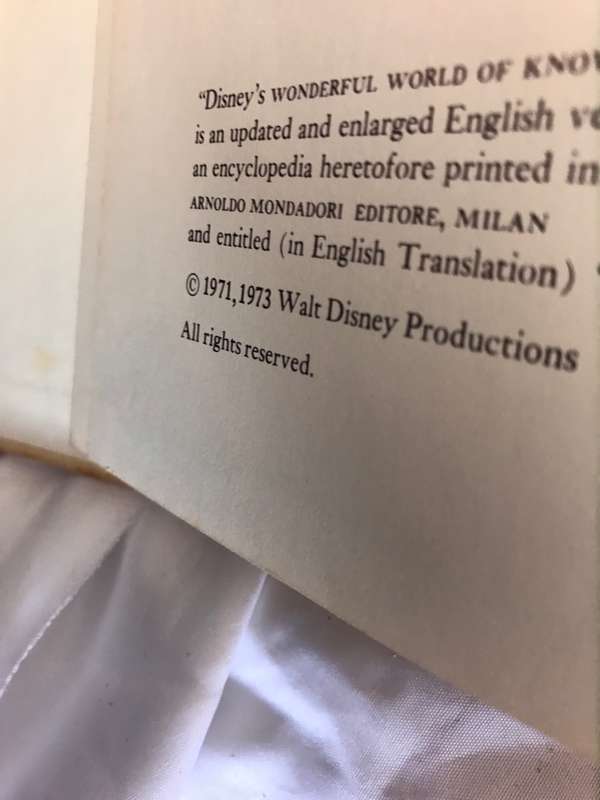 "Disney's WONDERFUL WORLD OF
is an updated and enlarged English
an encyclopedia heretofore printed in
ARNOLDO MONDADORI EDITORE, MILAN
and entitled (in English Translation)
© 1971, 1973 Walt Disney Productions
All rights reserved.